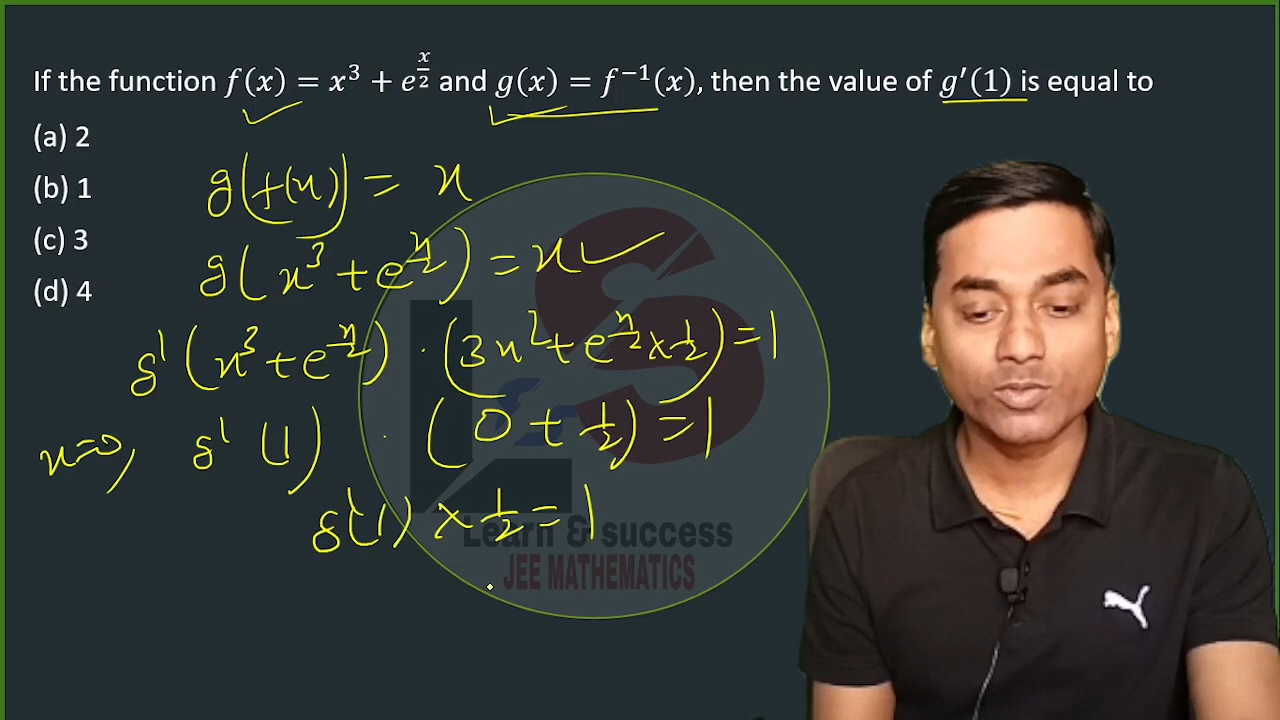 If the function f(x) = x³ + e^(x/2) and g(x) = f⁻¹(x), then the value of g′(1) is equal to
(a) 2
(b) 1
(c) 3
(d) 4
g(f(x)) = x
g(x³ + e^(x/2)) = x
g'(x³ + e^(x/2)) · (3x² + e^(x/2) × 1/2) = 1
x=0, g'(1) · (0 + 1/2) = 1
g'(1) × 1/2 = 1
Learn & success
JEE MATHEMATICS